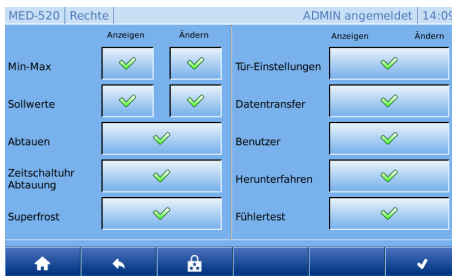 MED-520 Rechte ADMIN angemeldet 14:09
Anzeigen Ändern Anzeigen Ändern
Min-Max
Sollwerte
Abtauen
Zeitschaltuhr
Abtauung
Superfrost
Tür-Einstellungen
Datentransfer
Benutzer
Herunterfahren
Fühlertest